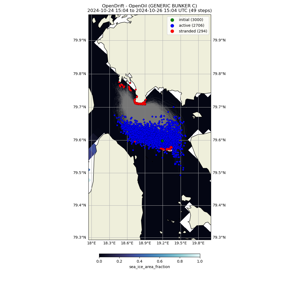 OpenDrift - OpenOil (GENERIC BUNKER C)
2024-10-24 15:04 to 2024-10-26 15:04 UTC (49 steps)
initial (3000)
active (2706)
stranded (294)
79.9°N
79.9°N
79.8°N
79.8°N
79.7°N
79.7°N
79.6°N
79.6°N
79.5°N
79.5°N
79.4°N
79.4°N
79.3°N
79.3°N
18°E
18.3°E
18.6°E
18.9°E
19.2°E
19.5°E
19.8°E
0.0
0.2
0.4
0.6
0.8
1.0
sea_ice_area_fraction